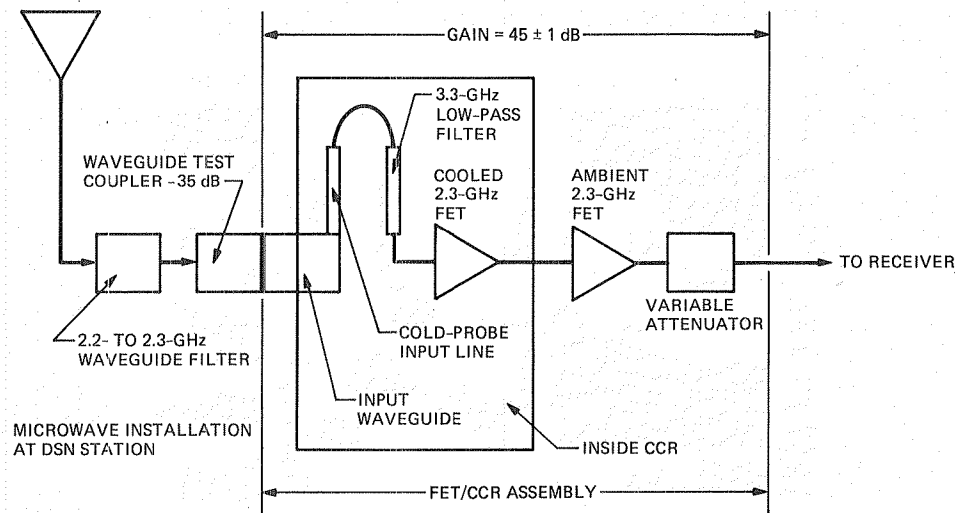 GAIN = 45 ± 1 dB
3.3-GHz
LOW-PASS
FILTER
WAVEGUIDE TEST
COUPLER -35 dB
COOLED
2.3-GHz
FET
AMBIENT
2.3-GHz
FET
TO RECEIVER
VARIABLE
ATTENUATOR
2.2- TO 2.3-GHz
WAVEGUIDE FILTER
COLD-PROBE
INPUT LINE
INPUT
WAVEGUIDE
MICROWAVE INSTALLATION
AT DSN STATION
INSIDE CCR
FET/CCR ASSEMBLY